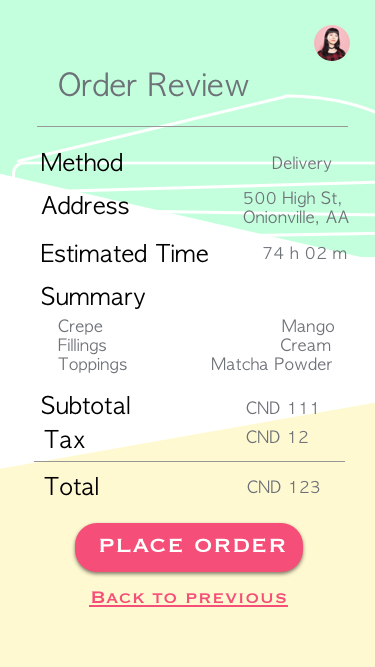 Order Review
Method Delivery
Address 500 High St,
Onionville, AA
Estimated Time 74 h 02 m
Summary
Crepe Mango
Fillings Cream
Toppings Matcha Powder
Subtotal CND 111
Tax CND 12
Total CND 123
PLACE ORDER
Back to previous